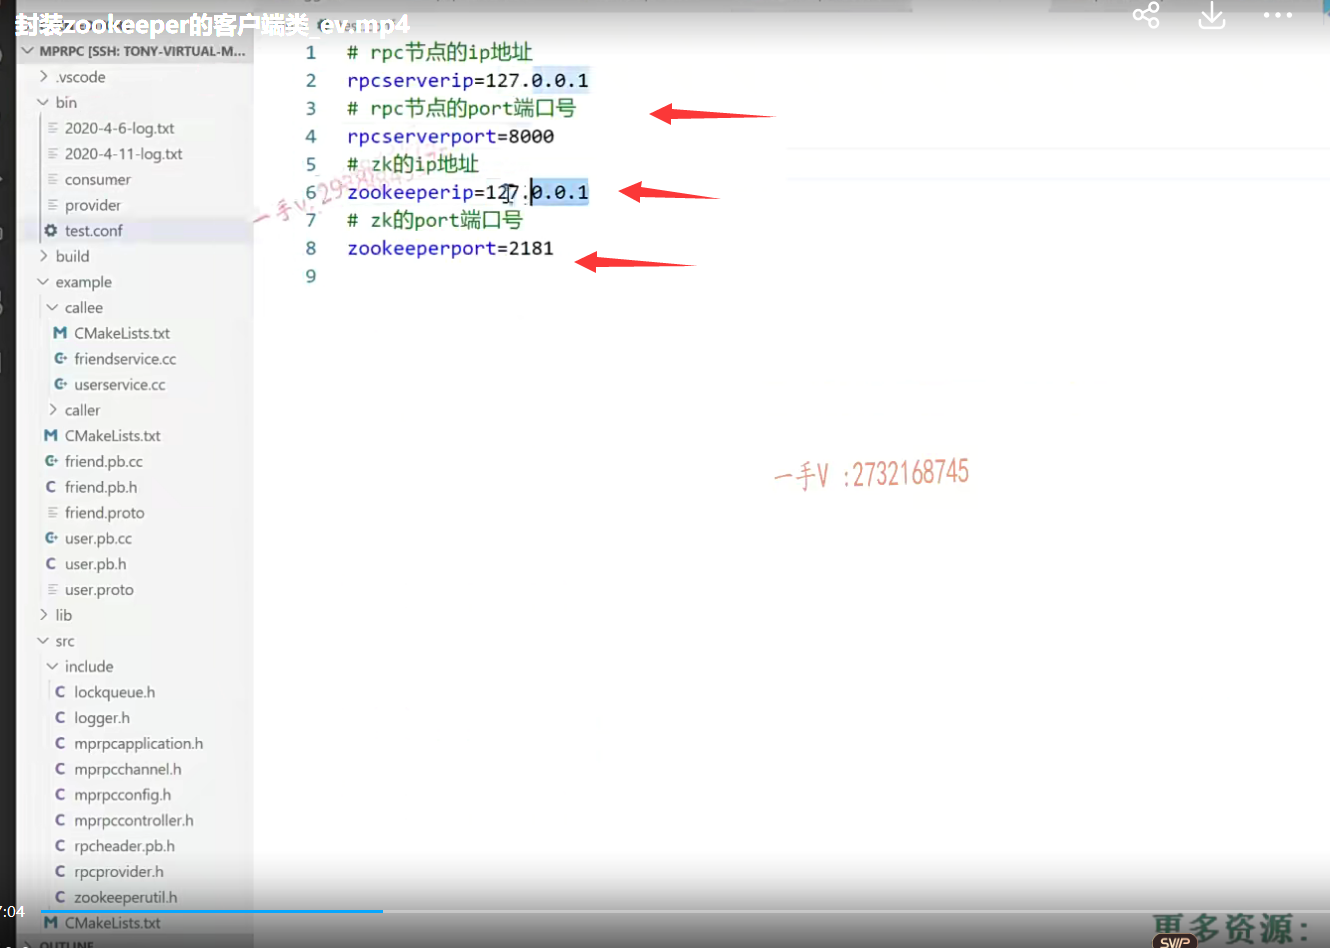 封装zookeeper的客户端类_ev.mp4
MPRPC [SSH: TONY-VIRTUAL-M...
.vscode
bin
2020-4-6-log.txt
2020-4-11-log.txt
consumer
provider
test.conf
build
example
callee
CMakeLists.txt
friendservice.cc
userservice.cc
caller
CMakeLists.txt
friend.pb.cc
friend.pb.h
friend.proto
user.pb.cc
user.pb.h
user.proto
lib
src
include
lockqueue.h
logger.h
mprpcapplication.h
mprpcchannel.h
mprpcconfig.h
mprpccontroller.h
rpcheader.pb.h
rpcprovider.h
zookeeperutil.h
CMakeLists.txt
OUTLINE
1 # rpc节点的ip地址
2 rpcserverip=127.0.0.1
3 # rpc节点的port端口号
4 rpcserverport=8000
5 # zk的ip地址
6 zookeeperip=127.0.0.1
7 # zk的port端口号
8 zookeeperport=2181
9
一手V :2732168745
:04
更多资源:
SVIP